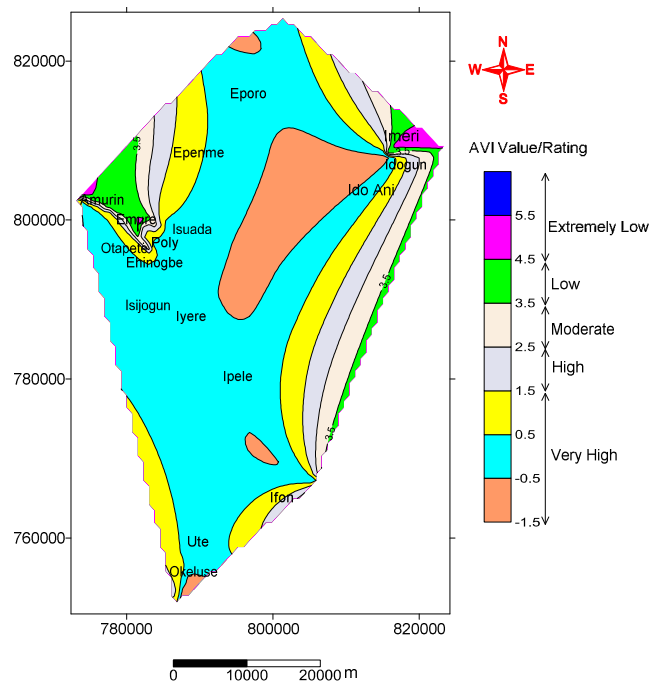 820000
800000
780000
760000
780000
800000
820000
Eporo
Epenme
Imeri
3.5
3.5
Idogun
Ido Ani
Amurin
Empre
Isuada
Poly
Otapete
Ehinogbe
3.5
Isijogun
Iyere
Ipele
3.5
Ifon
Ute
Okeluse
0
10000
20000
m
N
W
E
S
AVI Value/Rating
5.5
Extremely Low
4.5
Low
3.5
Moderate
2.5
High
1.5
0.5
Very High
-0.5
-1.5